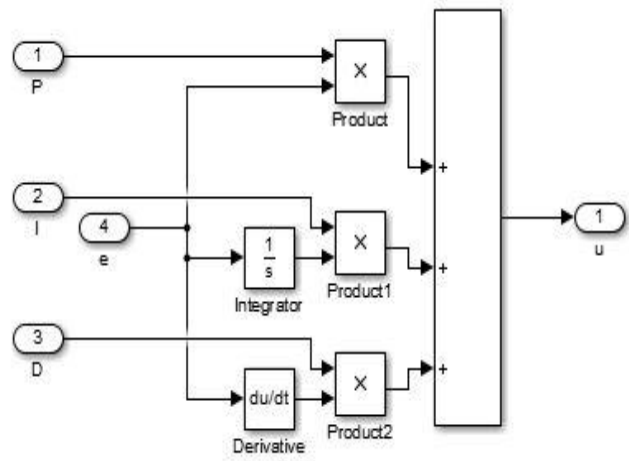 1
P
×
Product
+
2
I
4
e
1
s
Integrator
×
Product1
+
1
u
3
D
du/dt
Derivative
×
Product2
+